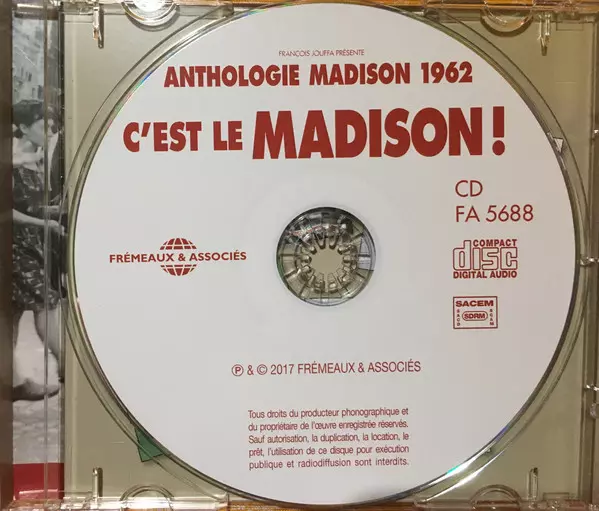 FRANÇOIS JOUFFA PRÉSENTE
ANTHOLOGIE MADISON 1962
C'EST LE MADISON !
CD
FA 5688
FRÉMEAUX & ASSOCIÉS
COMPACT
disc
DIGITAL AUDIO
SACEM
SDRM
SACD
SGAM
℗ & © 2017 FRÉMEAUX & ASSOCIÉS
Tous droits du producteur phonographique et
du propriétaire de l'œuvre enregistrée réservés.
Sauf autorisation, la duplication, la location, le
prêt, l'utilisation de ce disque pour exécution
publique et radiodiffusion sont interdits.